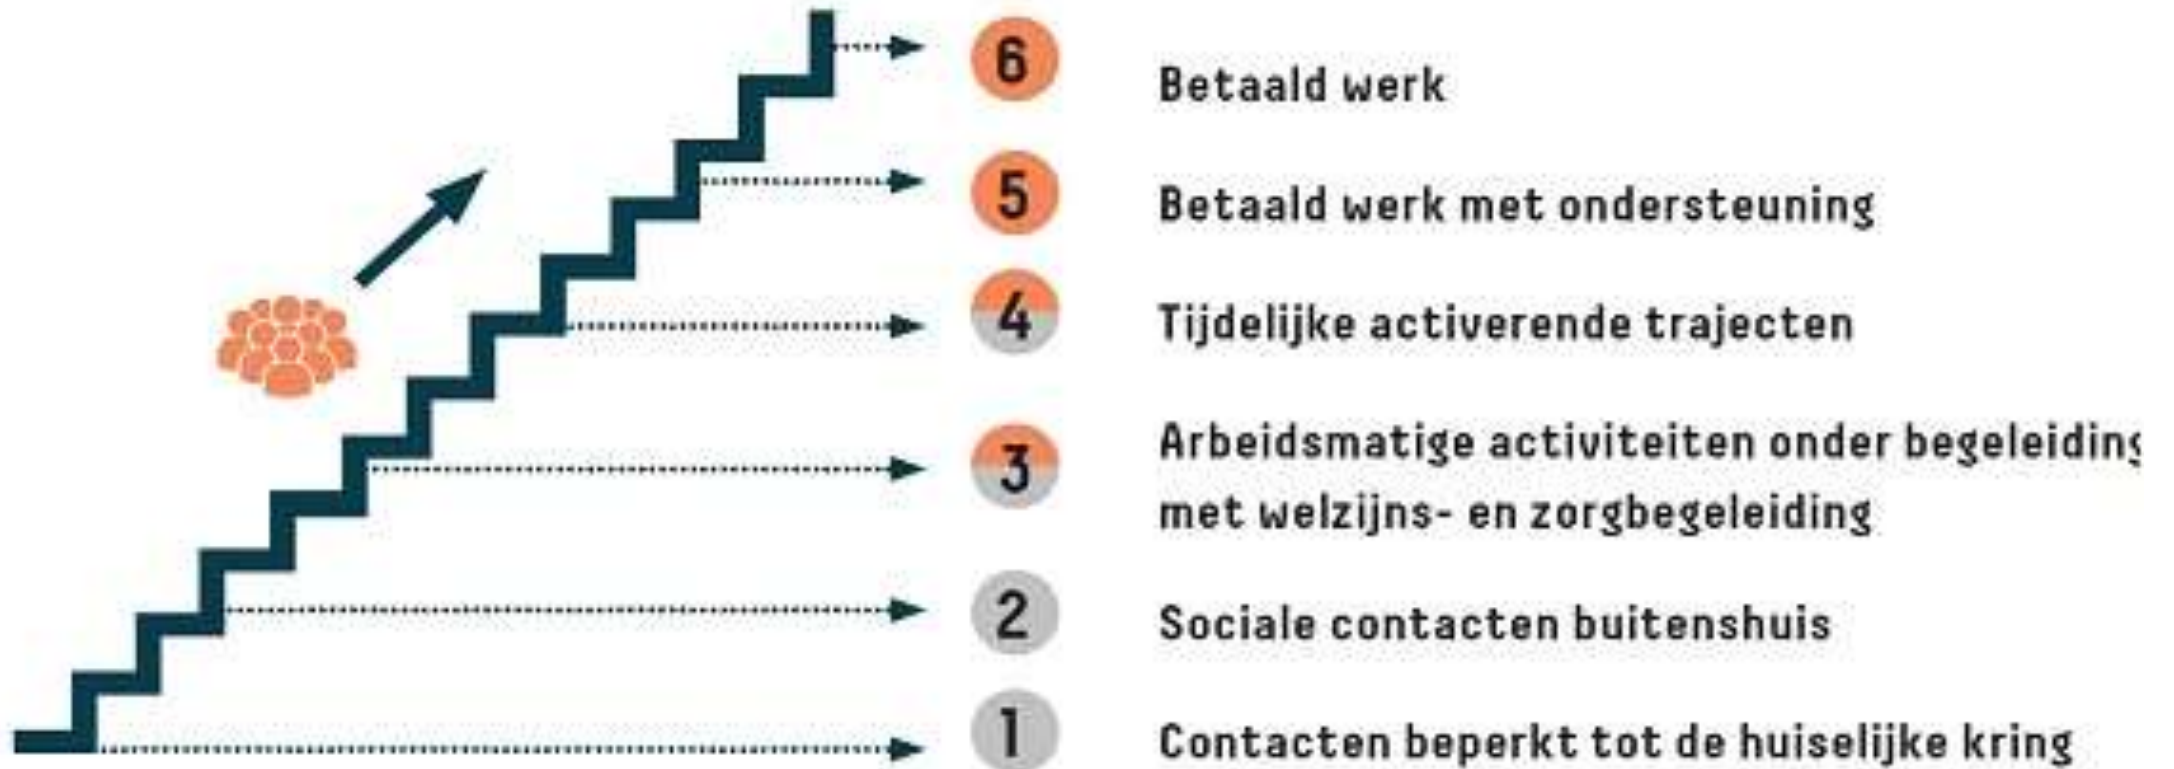 6 Betaald werk
5 Betaald werk met ondersteuning
4 Tijdelijke activerende trajecten
3 Arbeidsmatige activiteiten onder begeleiding
met welzijns- en zorgbegeleiding
2 Sociale contacten buitenshuis
1 Contacten beperkt tot de huiselijke kring